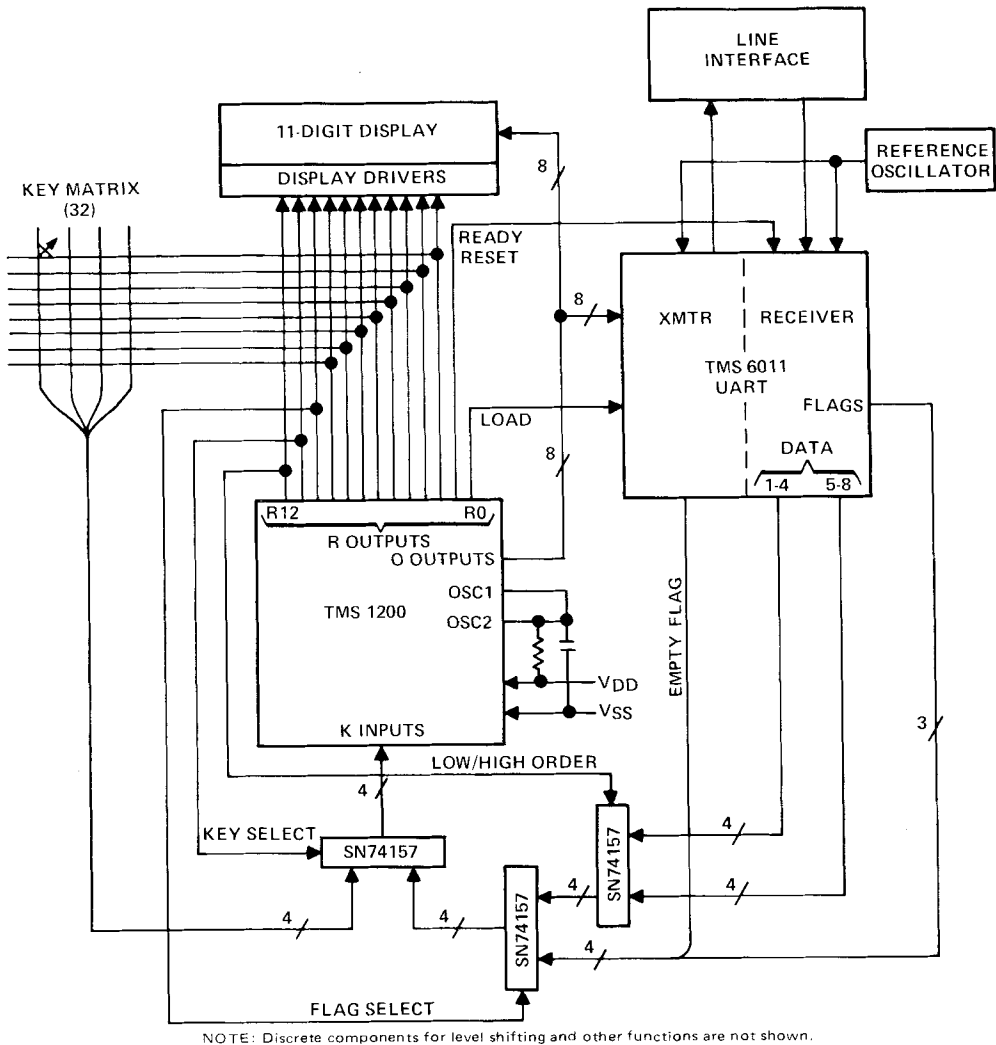 LINE
INTERFACE
11-DIGIT DISPLAY
DISPLAY DRIVERS
REFERENCE
OSCILLATOR
KEY MATRIX
(32)
8
READY
RESET
8
XMTR
RECEIVER
TMS 6011
UART
FLAGS
LOAD
DATA
1-4
5-8
8
R12
R0
R OUTPUTS
O OUTPUTS
OSC1
TMS 1200
OSC2
EMPTY FLAG
VDD
VSS
K INPUTS
3
LOW/HIGH ORDER
4
KEY SELECT
SN74157
SN74157
4
4
4
4
4
SN74157
4
FLAG SELECT
NOTE: Discrete components for level shifting and other functions are not shown.